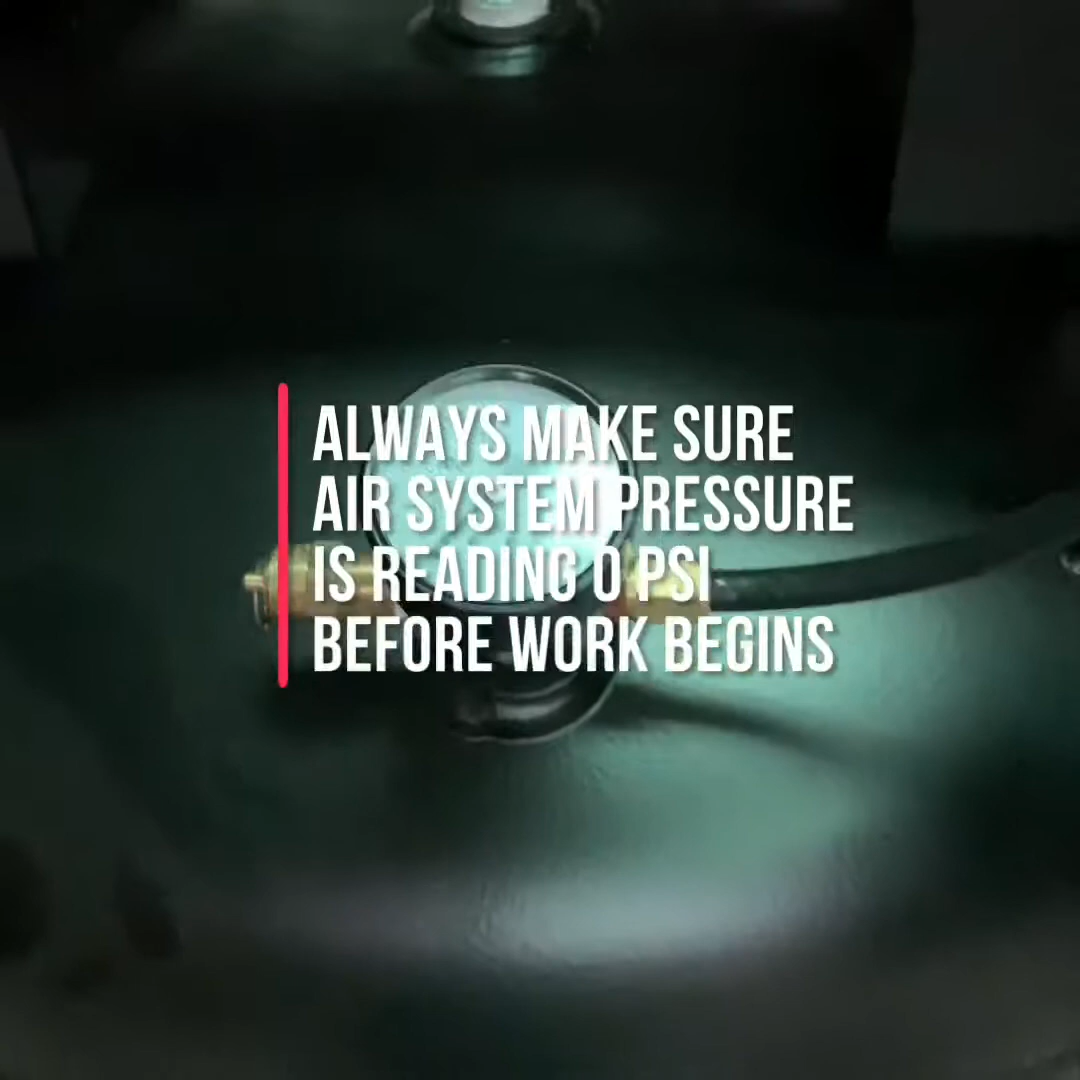 ALWAYS MAKE SURE
AIR SYSTEM PRESSURE
IS READING 0 PSI
BEFORE WORK BEGINS